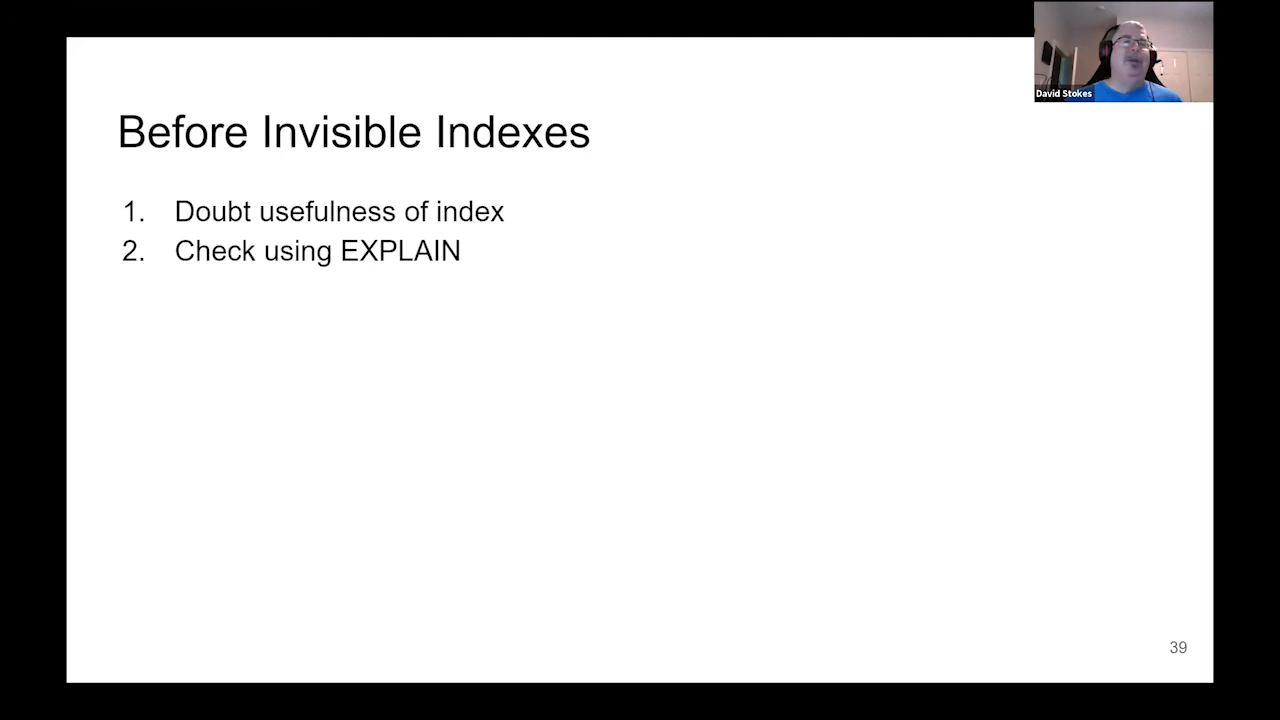 David Stokes
Before Invisible Indexes
1. Doubt usefulness of index
2. Check using EXPLAIN
39